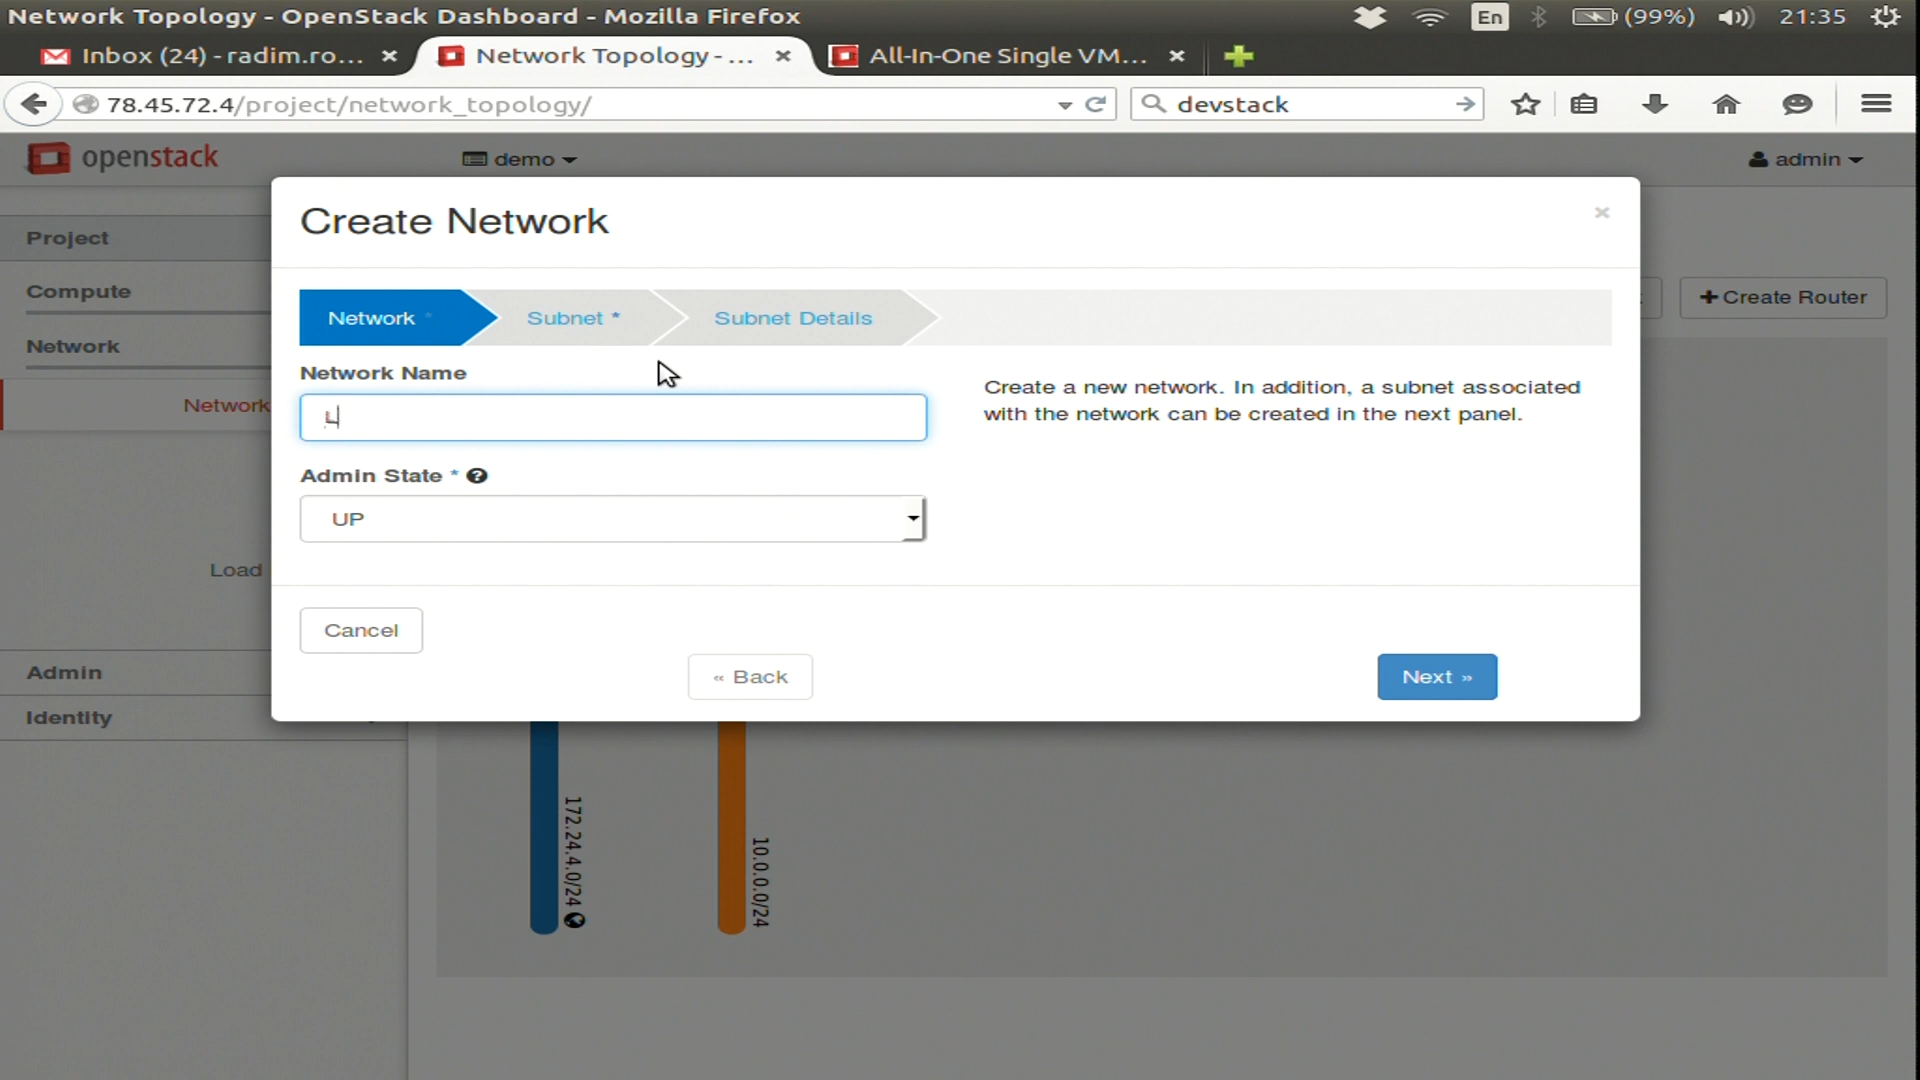 Network Topology - OpenStack Dashboard - Mozilla Firefox
En
(99%)
21:35
Inbox (24) - radim.ro...
Network Topology - ...
All-In-One Single VM...
78.45.72.4/project/network_topology/
devstack
openstack
demo
admin
Create Network
Project
Compute
Network
Network
Load
Admin
Identity
Network *
Subnet *
Subnet Details
+ Create Router
Network Name
Create a new network. In addition, a subnet associated
with the network can be created in the next panel.
Admin State *
UP
Cancel
« Back
Next »
172.24.4.0/24
10.0.0.0/24